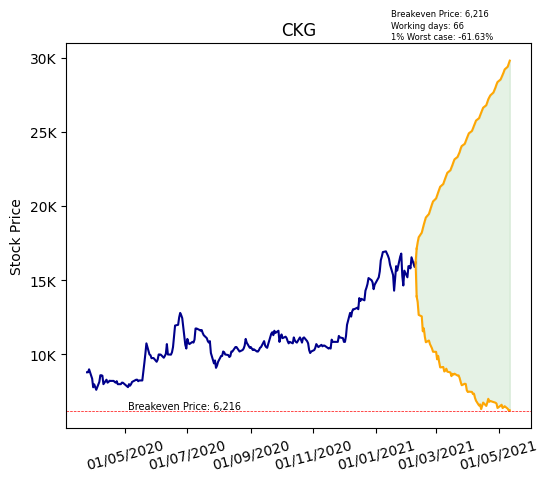 Breakeven Price: 6,216
Working days: 66
1% Worst case: -61.63%
CKG
30K
25K
20K
15K
10K
Stock Price
Breakeven Price: 6,216
01/05/2020
01/07/2020
01/09/2020
01/11/2020
01/01/2021
01/03/2021
01/05/2021